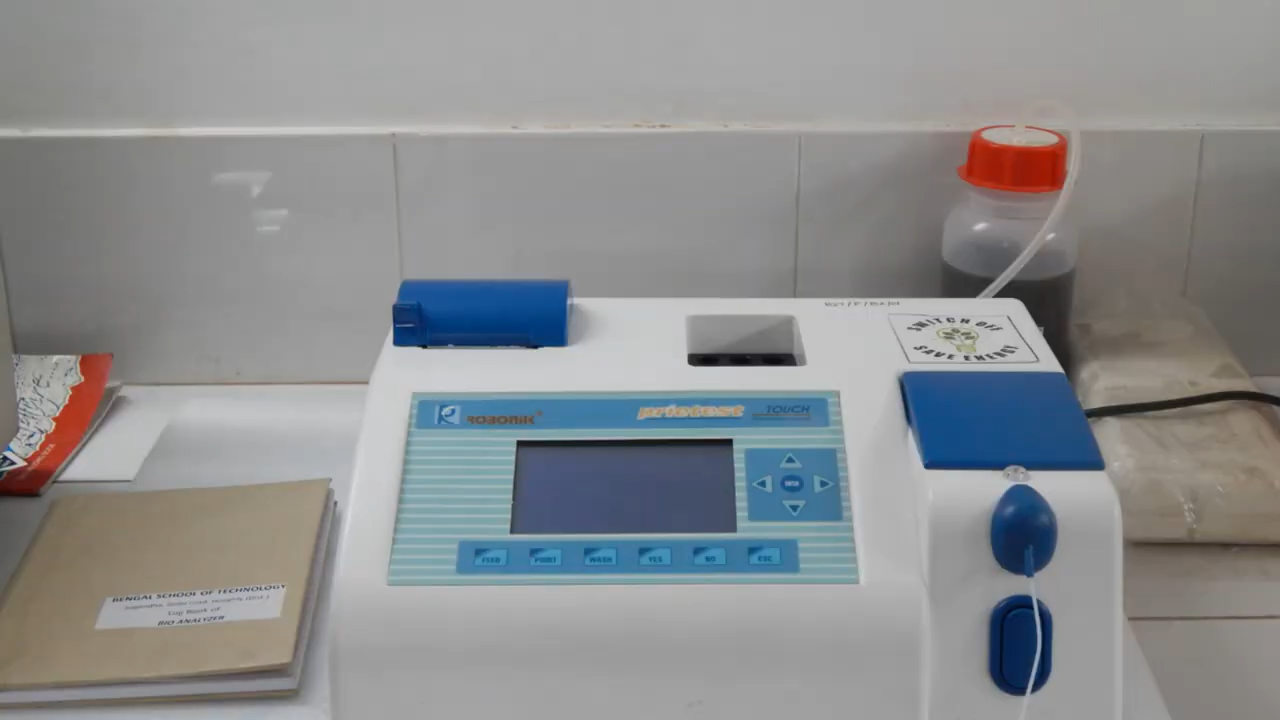 SWITCH OFF
SAVE ENERGY
ROBONIK
prietest TOUCH
ENTER
FEED PRINT WASH YES NO ESC
BENGAL SCHOOL OF TECHNOLOGY
Log Book of
BIO ANALYZER